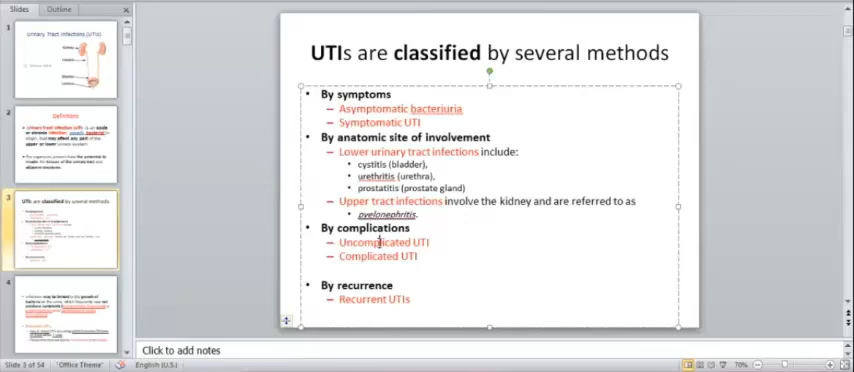 Slides
Outline
1
Urinary Tract Infections (UTIs)
2
Definitions
3
UTIs are classified by several methods
4
UTIs are classified by several methods
• By symptoms
– Asymptomatic bacteriuria
– Symptomatic UTI
• By anatomic site of involvement
– Lower urinary tract infections include:
• cystitis (bladder),
• urethritis (urethra),
• prostatitis (prostate gland)
– Upper tract infections involve the kidney and are referred to as
• pyelonephritis.
• By complications
– Uncomplicated UTI
– Complicated UTI
• By recurrence
– Recurrent UTIs
Click to add notes
Slide 3 of 54
"Office Theme"
English (U.S.)
70%